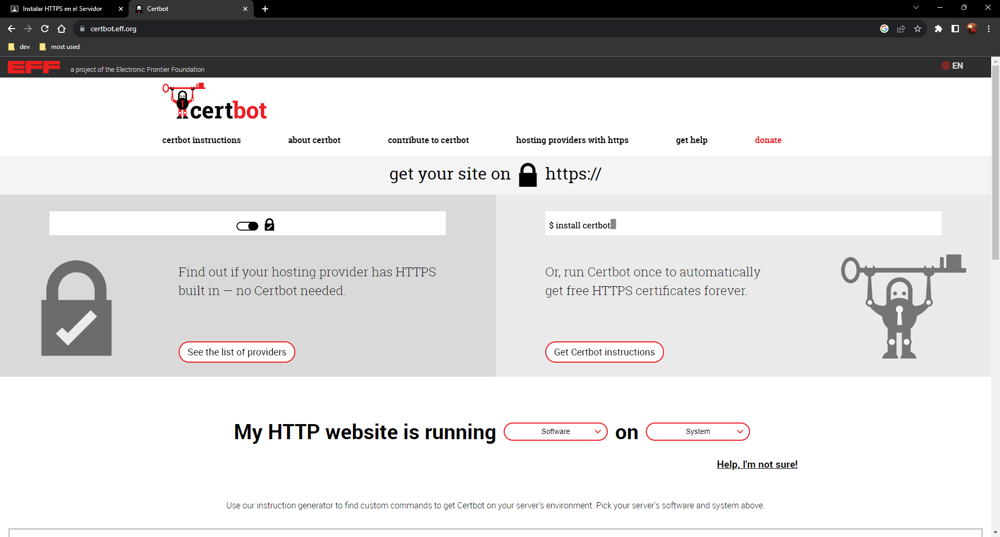 Instalar HTTPS en el Servidor
Certbot
certbot.eff.org
dev
most used
EFF
a project of the Electronic Frontier Foundation
EN
certbot
certbot instructions
about certbot
contribute to certbot
hosting providers with https
get help
donate
get your site on https://
$ install certbot
Find out if your hosting provider has HTTPS
built in — no Certbot needed.
See the list of providers
Or, run Certbot once to automatically
get free HTTPS certificates forever.
Get Certbot instructions
My HTTP website is running Software on System
Help, I'm not sure!
Use our instruction generator to find custom commands to get Certbot on your server's environment. Pick your server's software and system above.